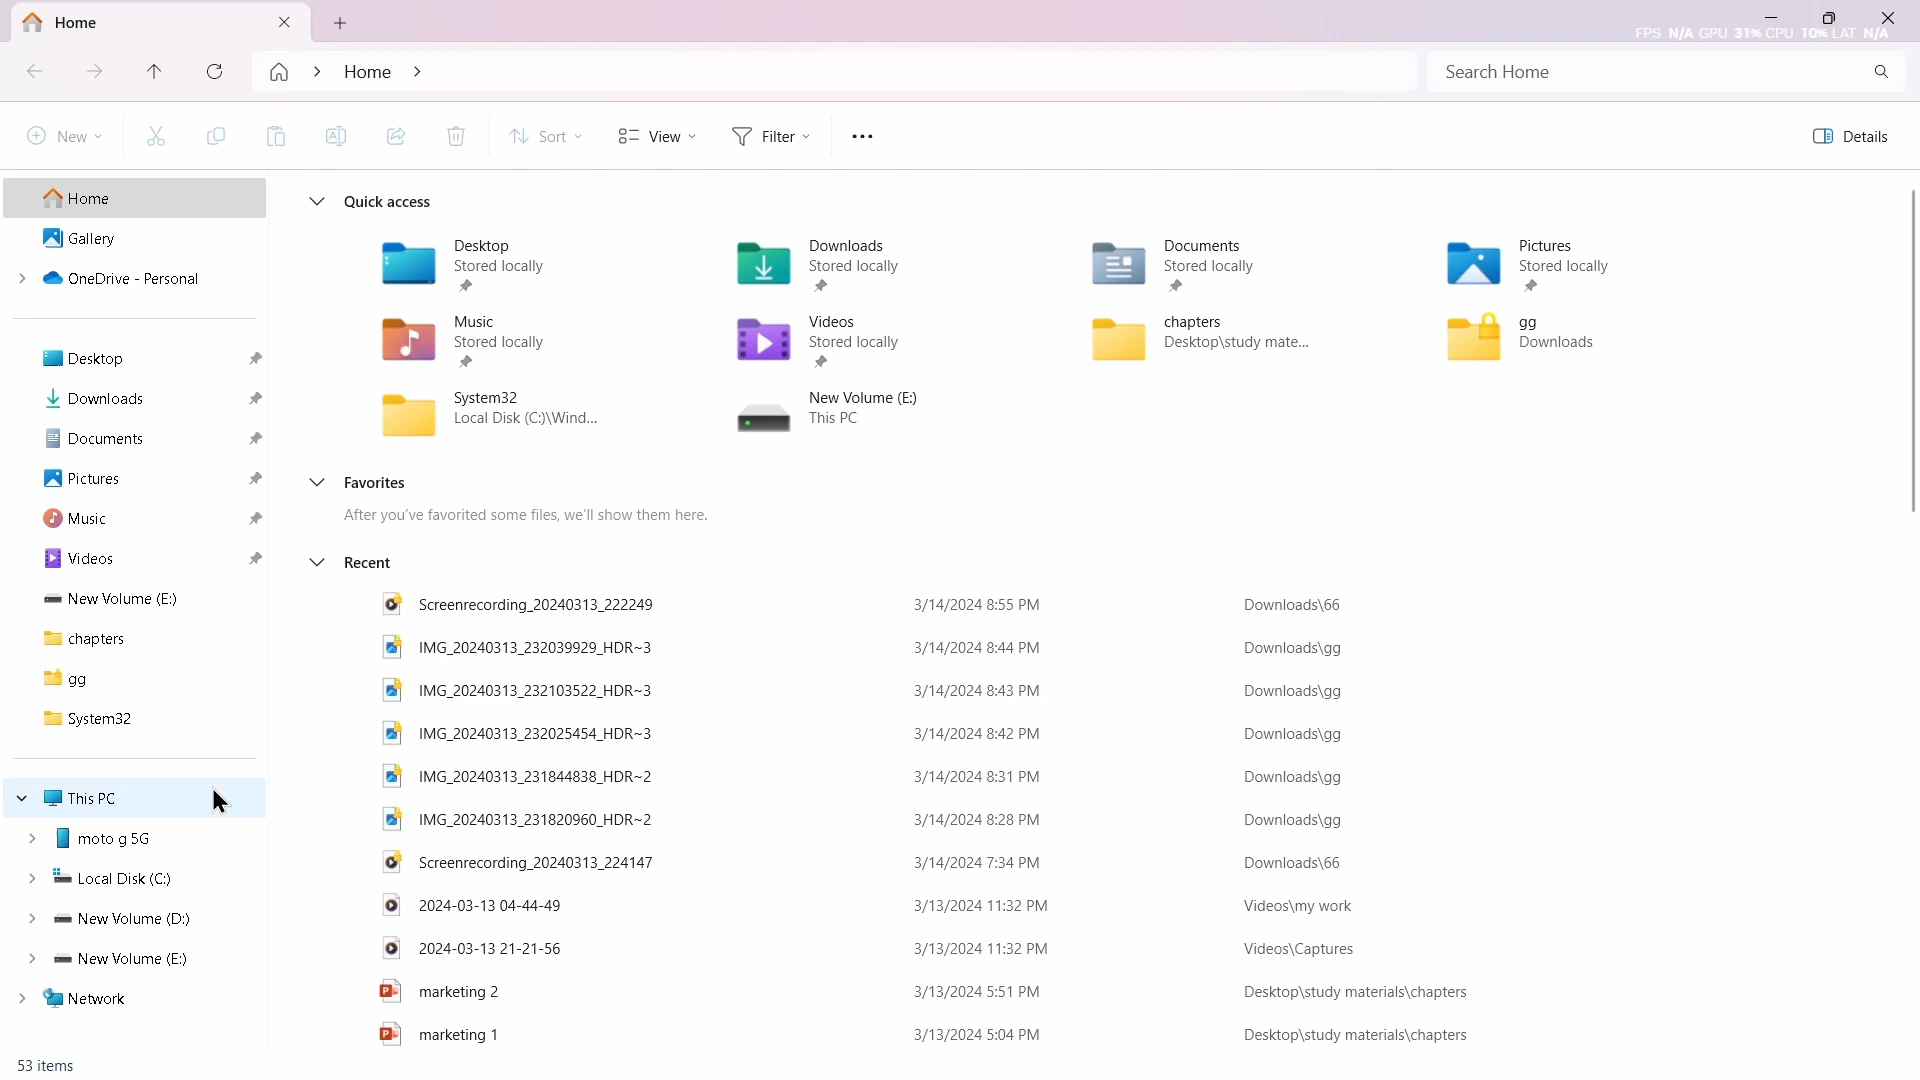 Home
FPS N/A GPU 31% CPU 10% LAT N/A
Home
Search Home
New
Sort
View
Filter
Details
Home
Gallery
OneDrive - Personal
Desktop
Downloads
Documents
Pictures
Music
Videos
New Volume (E:)
chapters
gg
System32
This PC
moto g 5G
Local Disk (C:)
New Volume (D:)
New Volume (E:)
Network
Quick access
Desktop
Stored locally
Downloads
Stored locally
Documents
Stored locally
Pictures
Stored locally
Music
Stored locally
Videos
Stored locally
chapters
Desktop\study mate...
gg
Downloads
System32
Local Disk (C:)\Wind...
New Volume (E:)
This PC
Favorites
After you've favorited some files, we'll show them here.
Recent
Screenrecording_20240313_222249 3/14/2024 8:55 PM Downloads\66
IMG_20240313_232039929_HDR~3 3/14/2024 8:44 PM Downloads\gg
IMG_20240313_232103522_HDR~3 3/14/2024 8:43 PM Downloads\gg
IMG_20240313_232025454_HDR~3 3/14/2024 8:42 PM Downloads\gg
IMG_20240313_231844838_HDR~2 3/14/2024 8:31 PM Downloads\gg
IMG_20240313_231820960_HDR~2 3/14/2024 8:28 PM Downloads\gg
Screenrecording_20240313_224147 3/14/2024 7:34 PM Downloads\66
2024-03-13 04-44-49 3/13/2024 11:32 PM Videos\my work
2024-03-13 21-21-56 3/13/2024 11:32 PM Videos\Captures
marketing 2 3/13/2024 5:51 PM Desktop\study materials\chapters
marketing 1 3/13/2024 5:04 PM Desktop\study materials\chapters
53 items